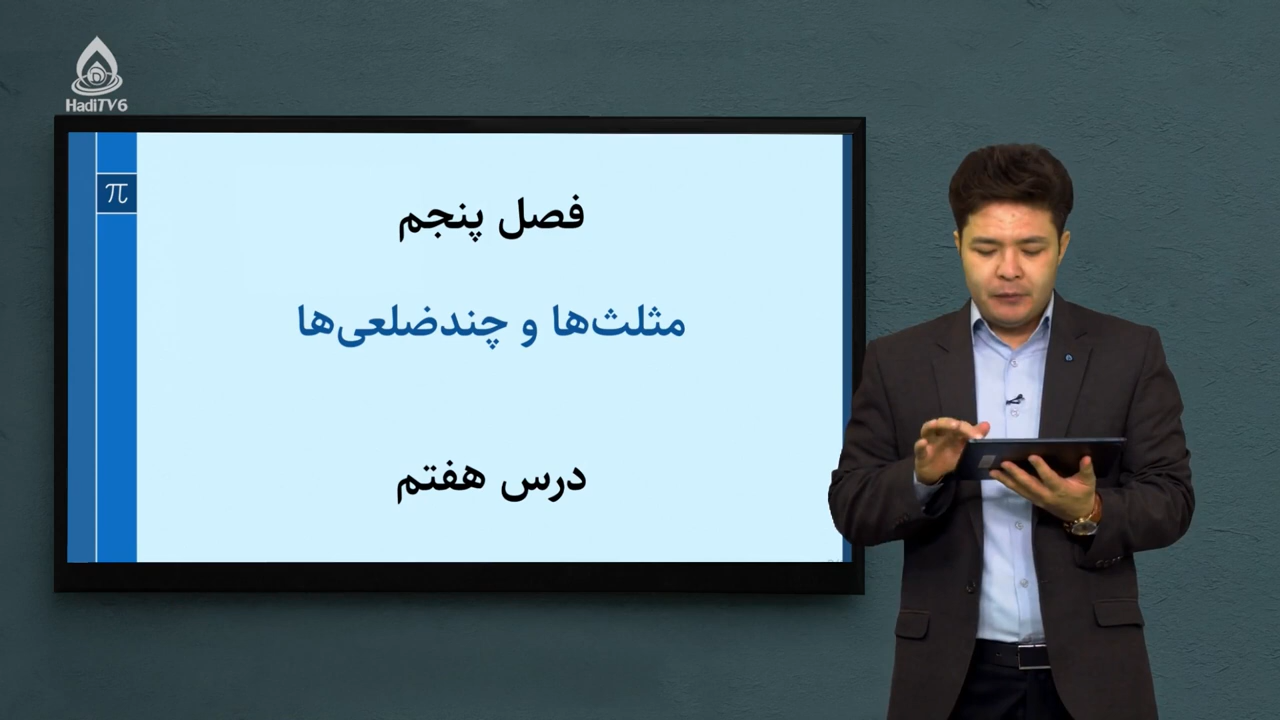 HadiTV6
π
فصل پنجم
مثلث‌ها و چندضلعی‌ها
درس هفتم